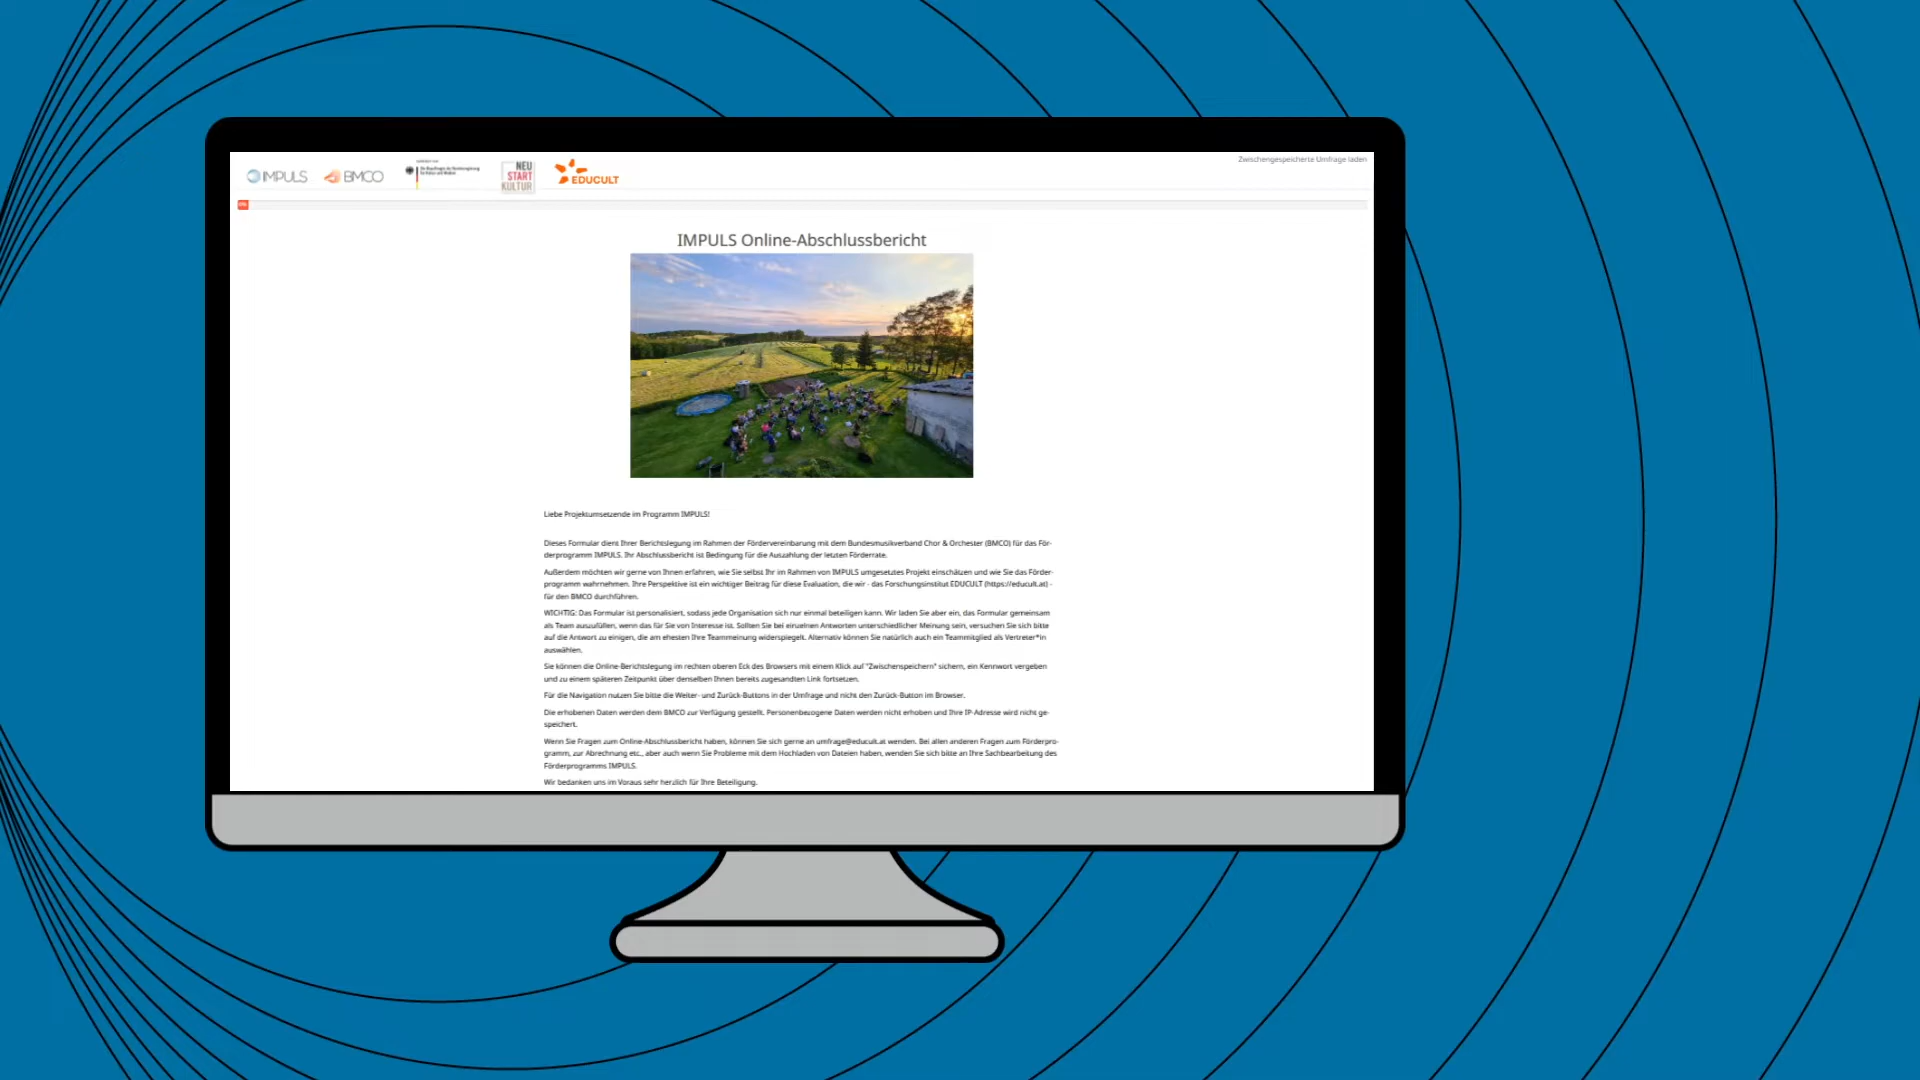 Zwischengespeicherte Umfrage laden
IMPULS
BMCO
NEU
START
KULTUR
EDUCULT
IMPULS Online-Abschlussbericht
Liebe Projektumsetzende im Programm IMPULS!
Dieses Formular dient Ihrer Berichtslegung im Rahmen der Fördervereinbarung mit dem Bundesmusikverband Chor & Orchester (BMCO) für das För-
derprogramm IMPULS. Ihr Abschlussbericht ist Bedingung für die Auszahlung der letzten Förderrate.
Außerdem möchten wir gerne von Ihnen erfahren, wie Sie selbst Ihr im Rahmen von IMPULS umgesetztes Projekt einschätzen und wie Sie das Förder-
programm wahrnehmen. Ihre Perspektive ist ein wichtiger Beitrag für diese Evaluation, die wir - das Forschungsinstitut EDUCULT (https://educult.at) -
für den BMCO durchführen.
WICHTIG: Das Formular ist personalisiert, sodass jede Organisation sich nur einmal beteiligen kann. Wir laden Sie aber ein, das Formular gemeinsam
als Team auszufüllen, wenn das für Sie von Interesse ist. Sollten Sie bei einzelnen Antworten unterschiedlicher Meinung sein, versuchen Sie sich bitte
auf die Antwort zu einigen, die am ehesten Ihre Teammeinung widerspiegelt. Alternativ können Sie natürlich auch ein Teammitglied als Vertreter*in
auswählen.
Sie können die Online-Berichtslegung im rechten oberen Eck des Browsers mit einem Klick auf "Zwischenspeichern" sichern, ein Kennwort vergeben
und zu einem späteren Zeitpunkt über denselben Ihnen bereits zugesandten Link fortsetzen.
Für die Navigation nutzen Sie bitte die Weiter- und Zurück-Buttons in der Umfrage und nicht den Zurück-Button im Browser.
Die erhobenen Daten werden dem BMCO zur Verfügung gestellt. Personenbezogene Daten werden nicht erhoben und Ihre IP-Adresse wird nicht ge-
speichert.
Wenn Sie Fragen zum Online-Abschlussbericht haben, können Sie sich gerne an umfrage@educult.at wenden. Bei allen anderen Fragen zum Förderpro-
gramm, zur Abrechnung etc., aber auch wenn Sie Probleme mit dem Hochladen von Dateien haben, wenden Sie sich bitte an Ihre Sachbearbeitung des
Förderprogramms IMPULS.
Wir bedanken uns im Voraus sehr herzlich für Ihre Beteiligung.